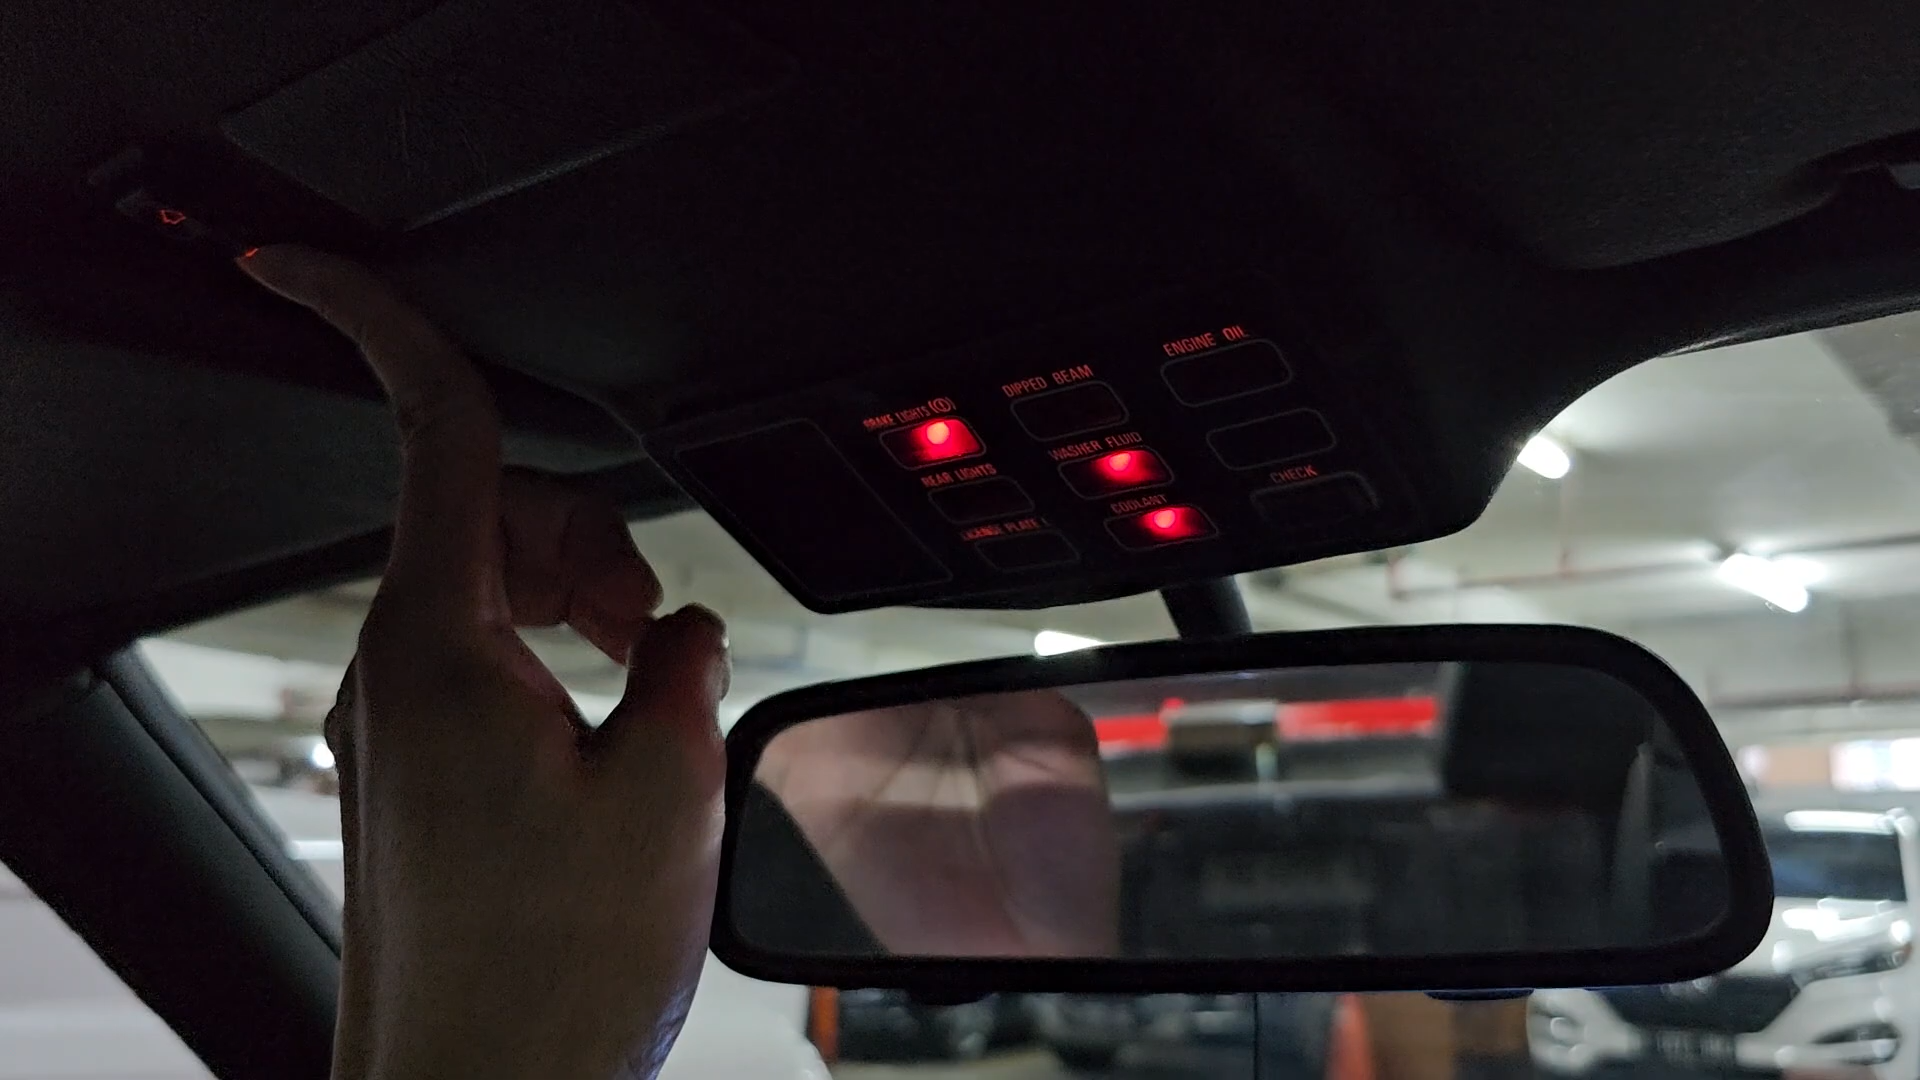 BRAKE LIGHTS
DIPPED BEAM
ENGINE OIL
REAR LIGHTS
WASHER FLUID
LICENSE PLATE
COOLANT
CHECK